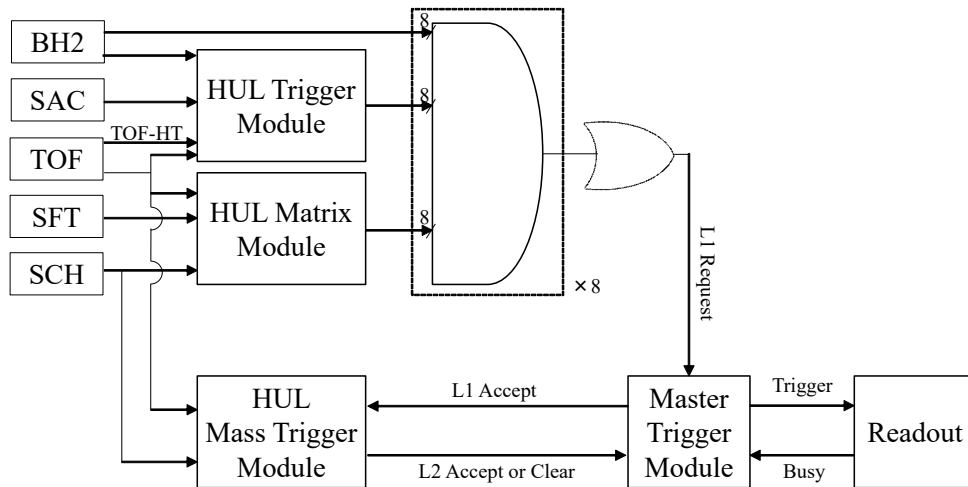 BH2
SAC
TOF
SFT
SCH
TOF-HT
HUL Trigger
Module
HUL Matrix
Module
8
8
8
× 8
L1 Request
HUL
Mass Trigger
Module
L1 Accept
L2 Accept or Clear
Master
Trigger
Module
Trigger
Busy
Readout